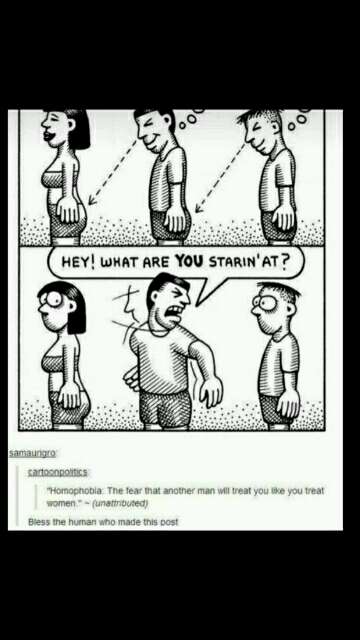 HEY! WHAT ARE YOU STARIN' AT?
samaurigro:
cartoonpolitics:
"Homophobia: The fear that another man will treat you like you treat
women." ~ (unattributed)
Bless the human who made this post